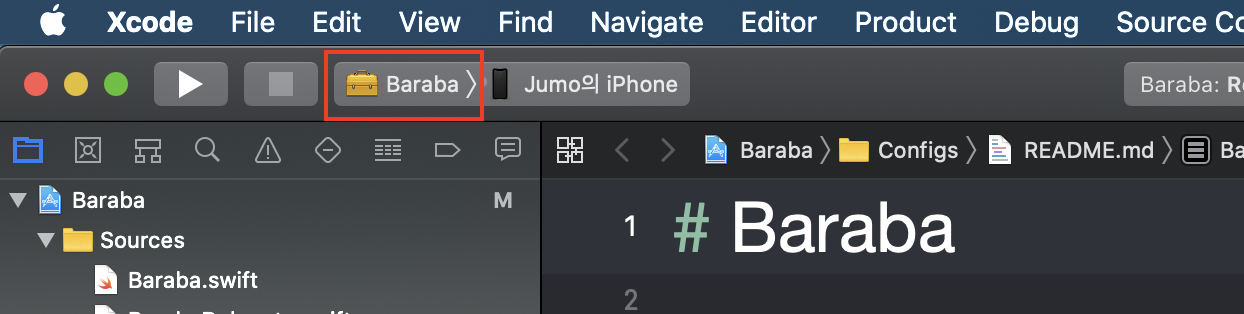 Xcode File Edit View Find Navigate Editor Product Debug Source Co
Baraba Jumo의 iPhone Baraba: R
Baraba Configs README.md Ba
Baraba M
1 # Baraba
Sources
Baraba.swift
2